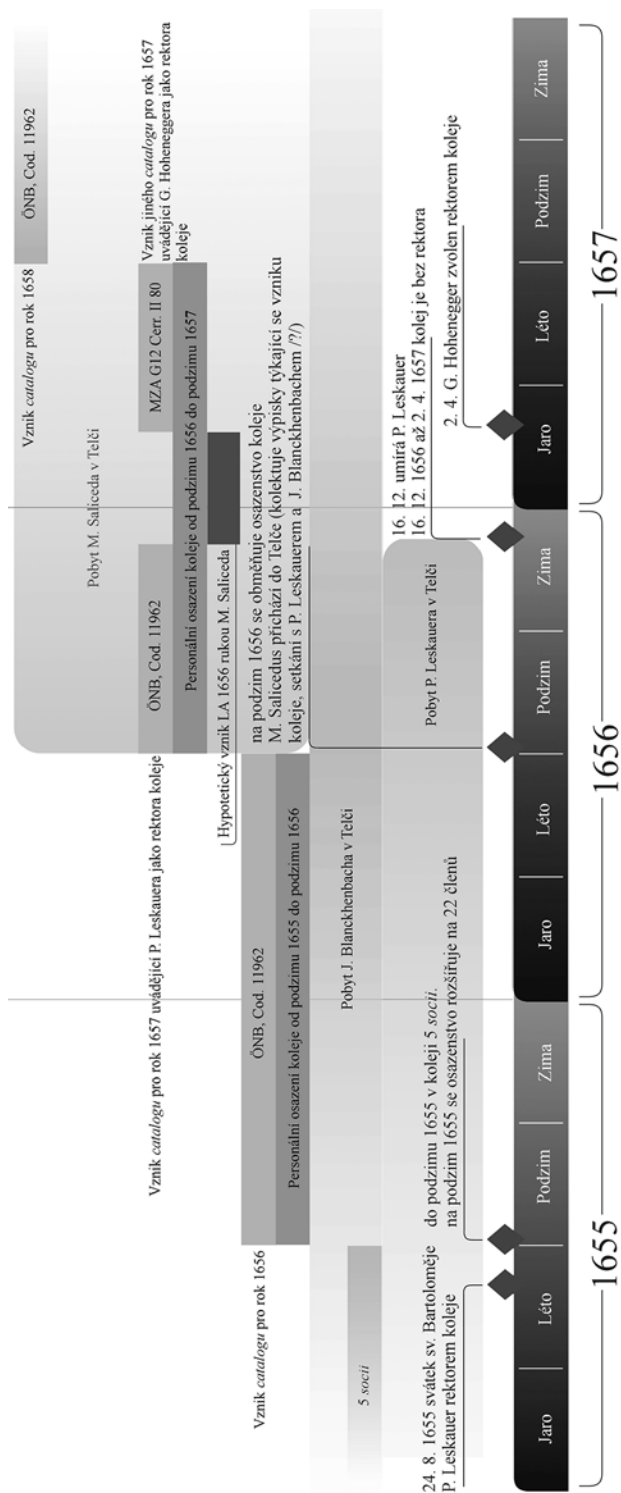 Vznik catalogu pro rok 1658
ÖNB, Cod. 11962
Pobyt M. Saliceda v Telči
Vznik catalogu pro rok 1657 uvádějící P. Leskauera jako rektora koleje
ÖNB, Cod. 11962
MZA G12 Cerr. II 80
Vznik jiného catalogu pro rok 1657
uvádějící G. Hoheneggera jako rektora
koleje
Personální osazení koleje od podzimu 1656 do podzimu 1657
Hypotetický vznik LA 1656 rukou M. Saliceda
Vznik catalogu pro rok 1656
ÖNB, Cod. 11962
Personální osazení koleje od podzimu 1655 do podzimu 1656
na podzim 1656 se obměňuje osazenstvo koleje
M. Salicedus přichází do Telče (kolektuje výpisky týkající se vzniku
koleje, setkání s P. Leskauerem a J. Blanckhenbachem /?/)
Pobyt J. Blanckhenbacha v Telči
5 socii
24. 8. 1655 svátek sv. Bartoloměje
P. Leskauer rektorem koleje
do podzimu 1655 v koleji 5 socii.
na podzim 1655 se osazenstvo rozšiřuje na 22 členů
Pobyt P. Leskauera v Telči
16. 12. umírá P. Leskauer
16. 12. 1656 až 2. 4. 1657 kolej je bez rektora
2. 4. G. Hohenegger zvolen rektorem koleje
Jaro
Léto
Podzim
Zima
Jaro
Léto
Podzim
Zima
Jaro
Léto
Podzim
Zima
1655
1656
1657